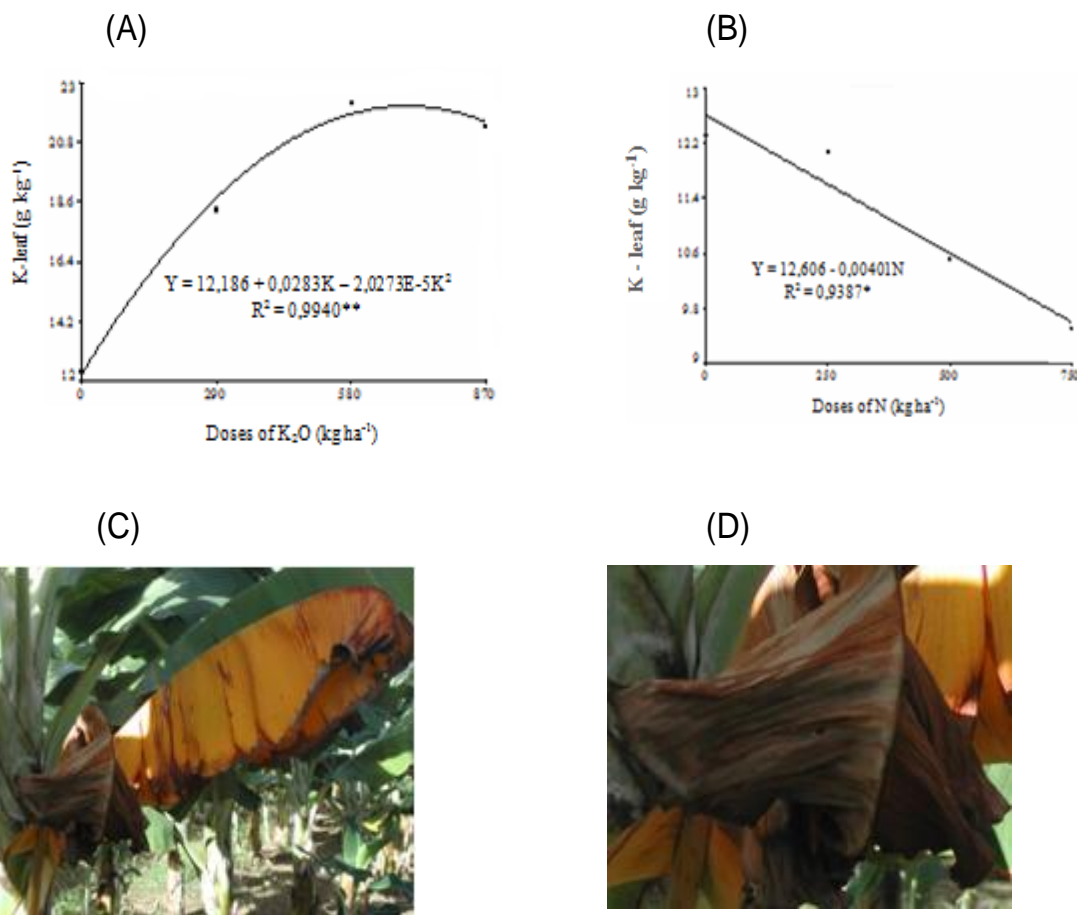 (A)
23
20.8
18.6
16.4
14.2
12
0
290
580
870
K-leaf (g kg⁻¹)
Y = 12,186 + 0,0283K – 2,0273E-5K²
R² = 0,9940**
Doses of K₂O (kg ha⁻¹)
(B)
13
12.2
11.4
10.6
9.8
9
0
250
500
750
K - leaf (g kg⁻¹)
Y = 12,606 - 0,00401N
R² = 0,9387*
Doses of N (kg ha⁻¹)
(C)
(D)